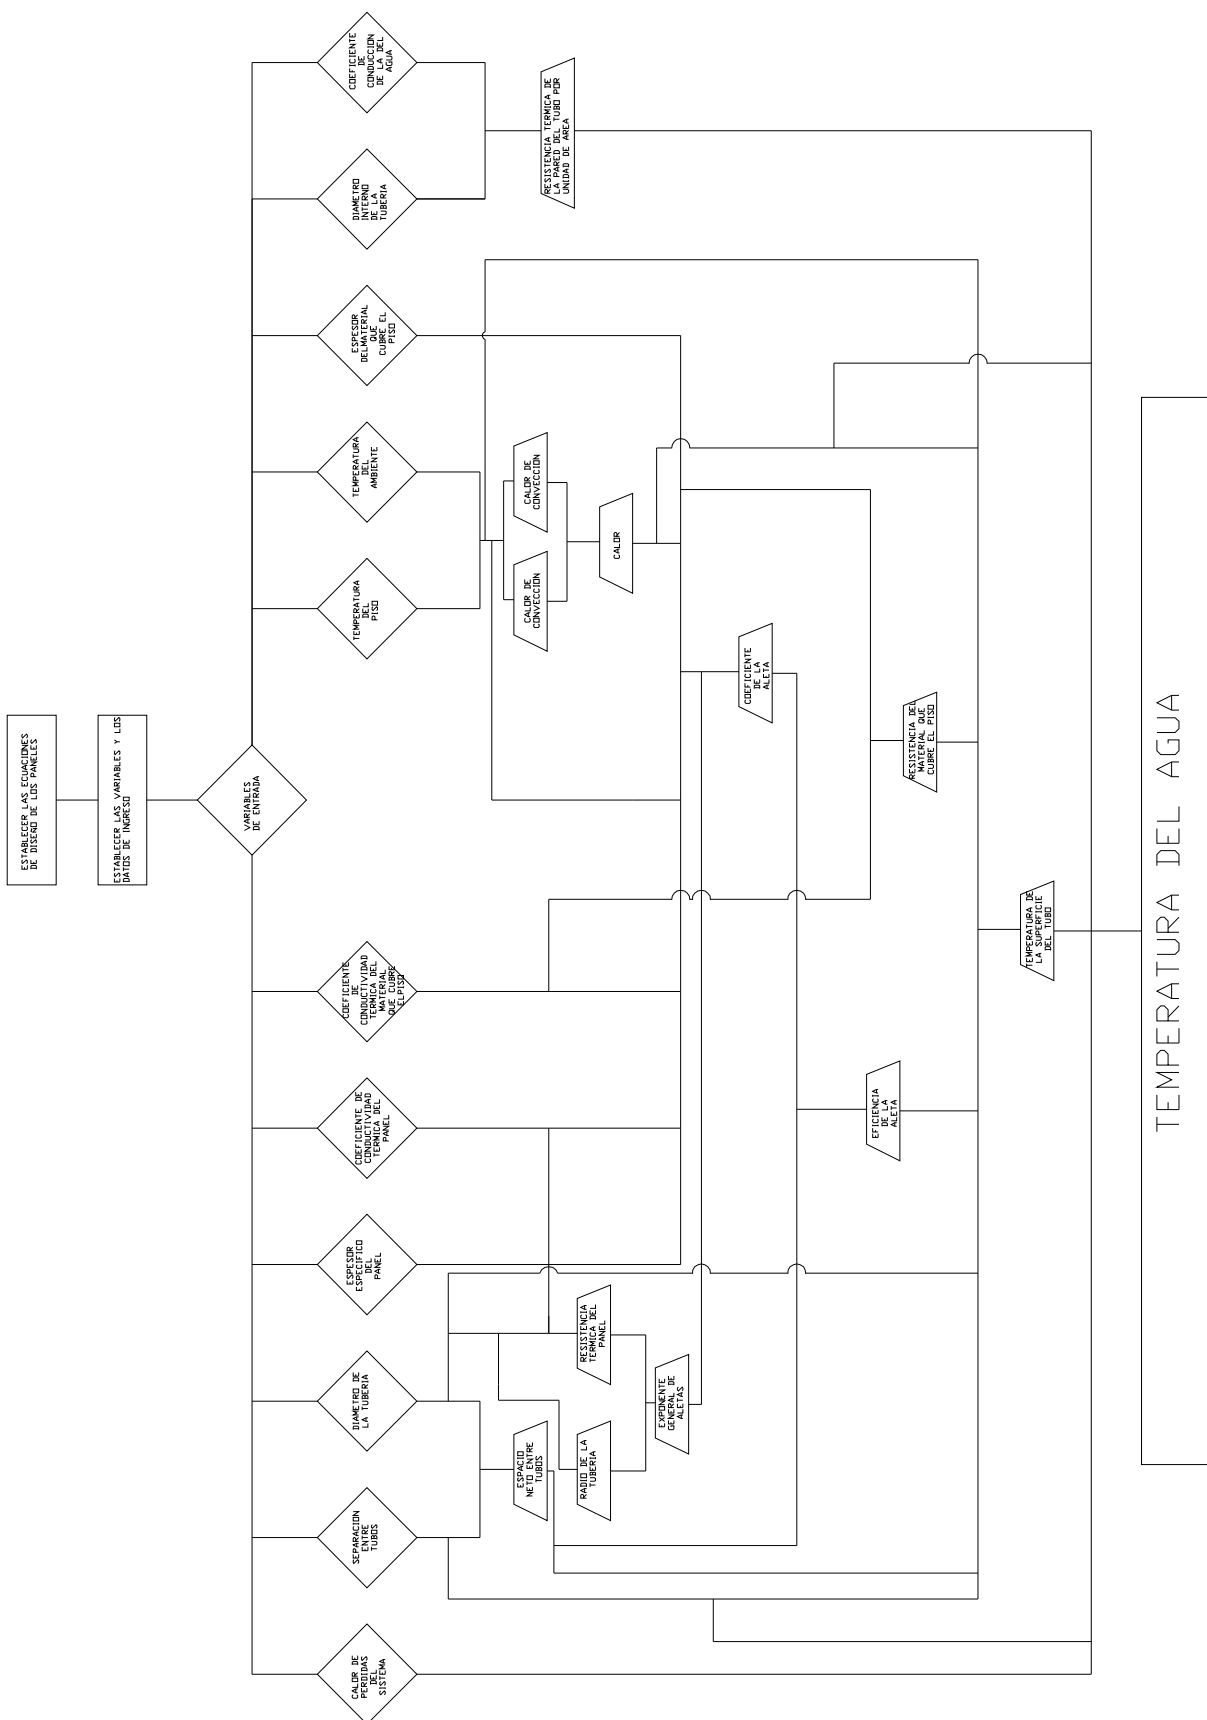 ESTABLECER LAS ECUACIONES
DE DISEÑO DE LOS PANELES
ESTABLECER LAS VARIABLES Y LOS
DATOS DE INGRESO
VARIABLES
DE ENTRADA
CALOR DE
PERDIDAS
DEL
SISTEMA
SEPARACION
ENTRE
TUBOS
DIAMETRO DE
LA TUBERIA
ESPESOR
ESPECIFICO
DEL
PANEL
COEFICIENTE DE
CONDUCTIVIDAD
TERMICA DEL
PANEL
COEFICIENTE
DE
CONDUCTIVIDAD
TERMICA DEL
MATERIAL
QUE CUBRE
ELPISO
TEMPERATURA
DEL
PISO
TEMPERATURA
DEL
AMBIENTE
ESPESOR
DELMATERIAL
QUE
CUBRE EL
PISO
DIAMETRO
INTERNO
DE LA
TUBERIA
COEFICIENTE
DE
CONDUCCION
DE LA DEL
AGUA
ESPACIO
NETO ENTRE
TUBOS
CALOR DE
CONVECCION
CALOR DE
CONVECCION
RESISTENCIA TERMICA DE
LA PARED DEL TUBO POR
UNIDAD DE AREA
RADIO DE LA
TUBERIA
RESISTENCIA
TERMICA DEL
PANEL
CALOR
EXPONENTE
GENERAL DE
ALETAS
COEFICIENTE
DE LA
ALETA
EFICIENCIA
DE LA
ALETA
RESISTENCIA DEL
MATERIAL QUE
CUBRE EL PISO
TEMPERATURA DE
LA SUPERFICIE
DEL TUBO
TEMPERATURA DEL AGUA